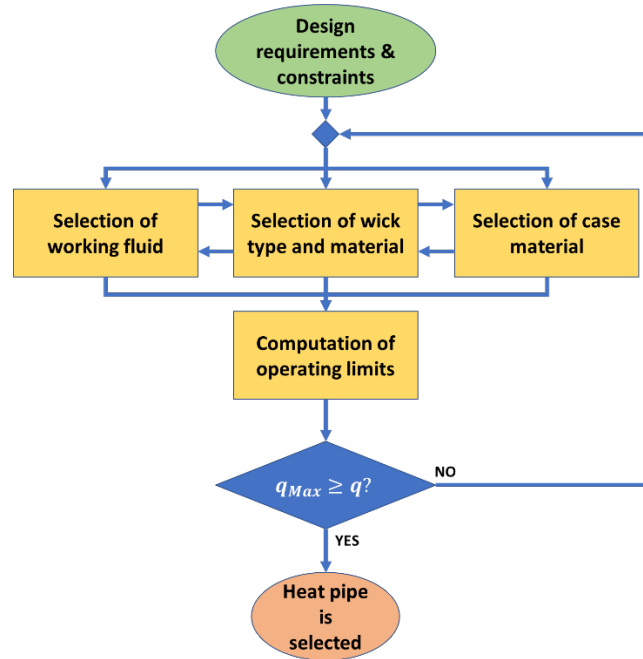 Design
requirements &
constraints
Selection of
working fluid
Selection of wick
type and material
Selection of case
material
Computation of
operating limits
qMax ≥ q?
NO
YES
Heat pipe
is
selected